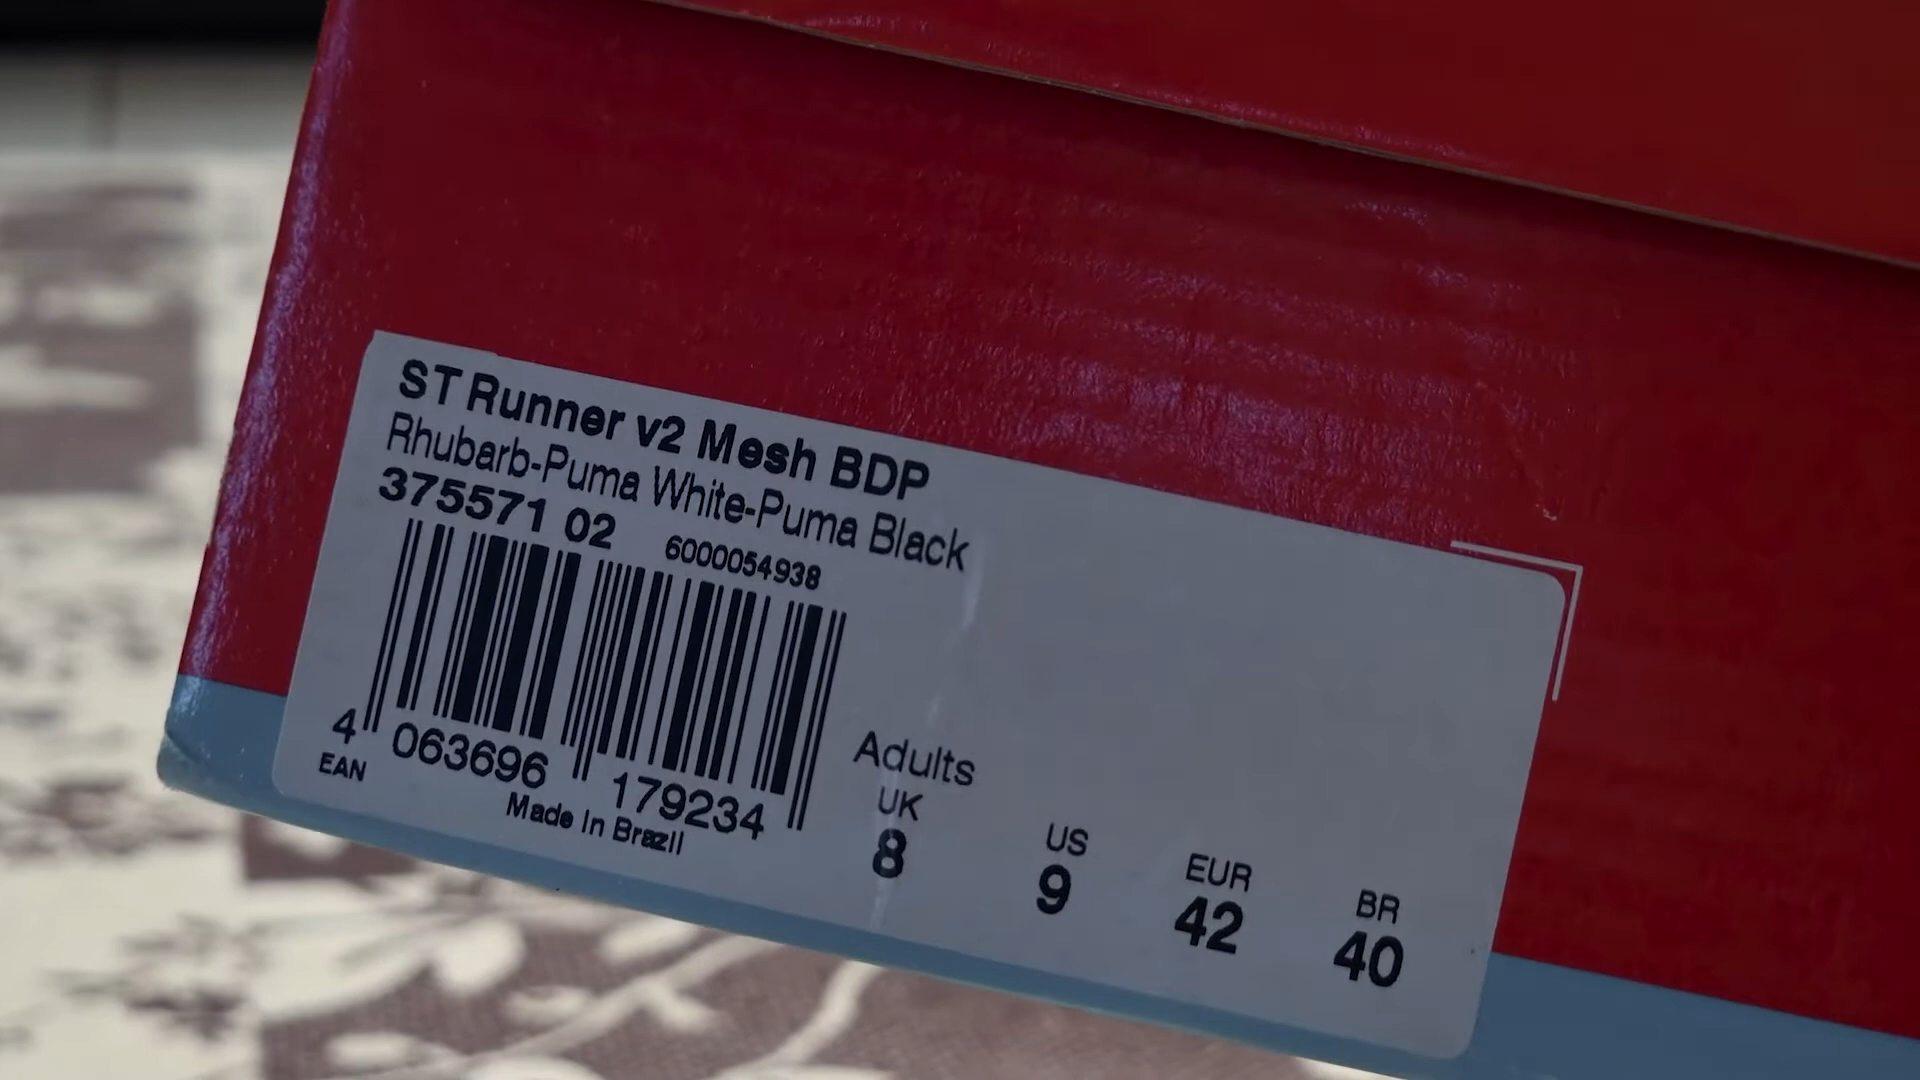 ST Runner v2 Mesh BDP
Rhubarb-Puma White-Puma Black
375571 02 6000054938
4 063696 179234
EAN
Made in Brazil
Adults
UK US EUR BR
8 9 42 40